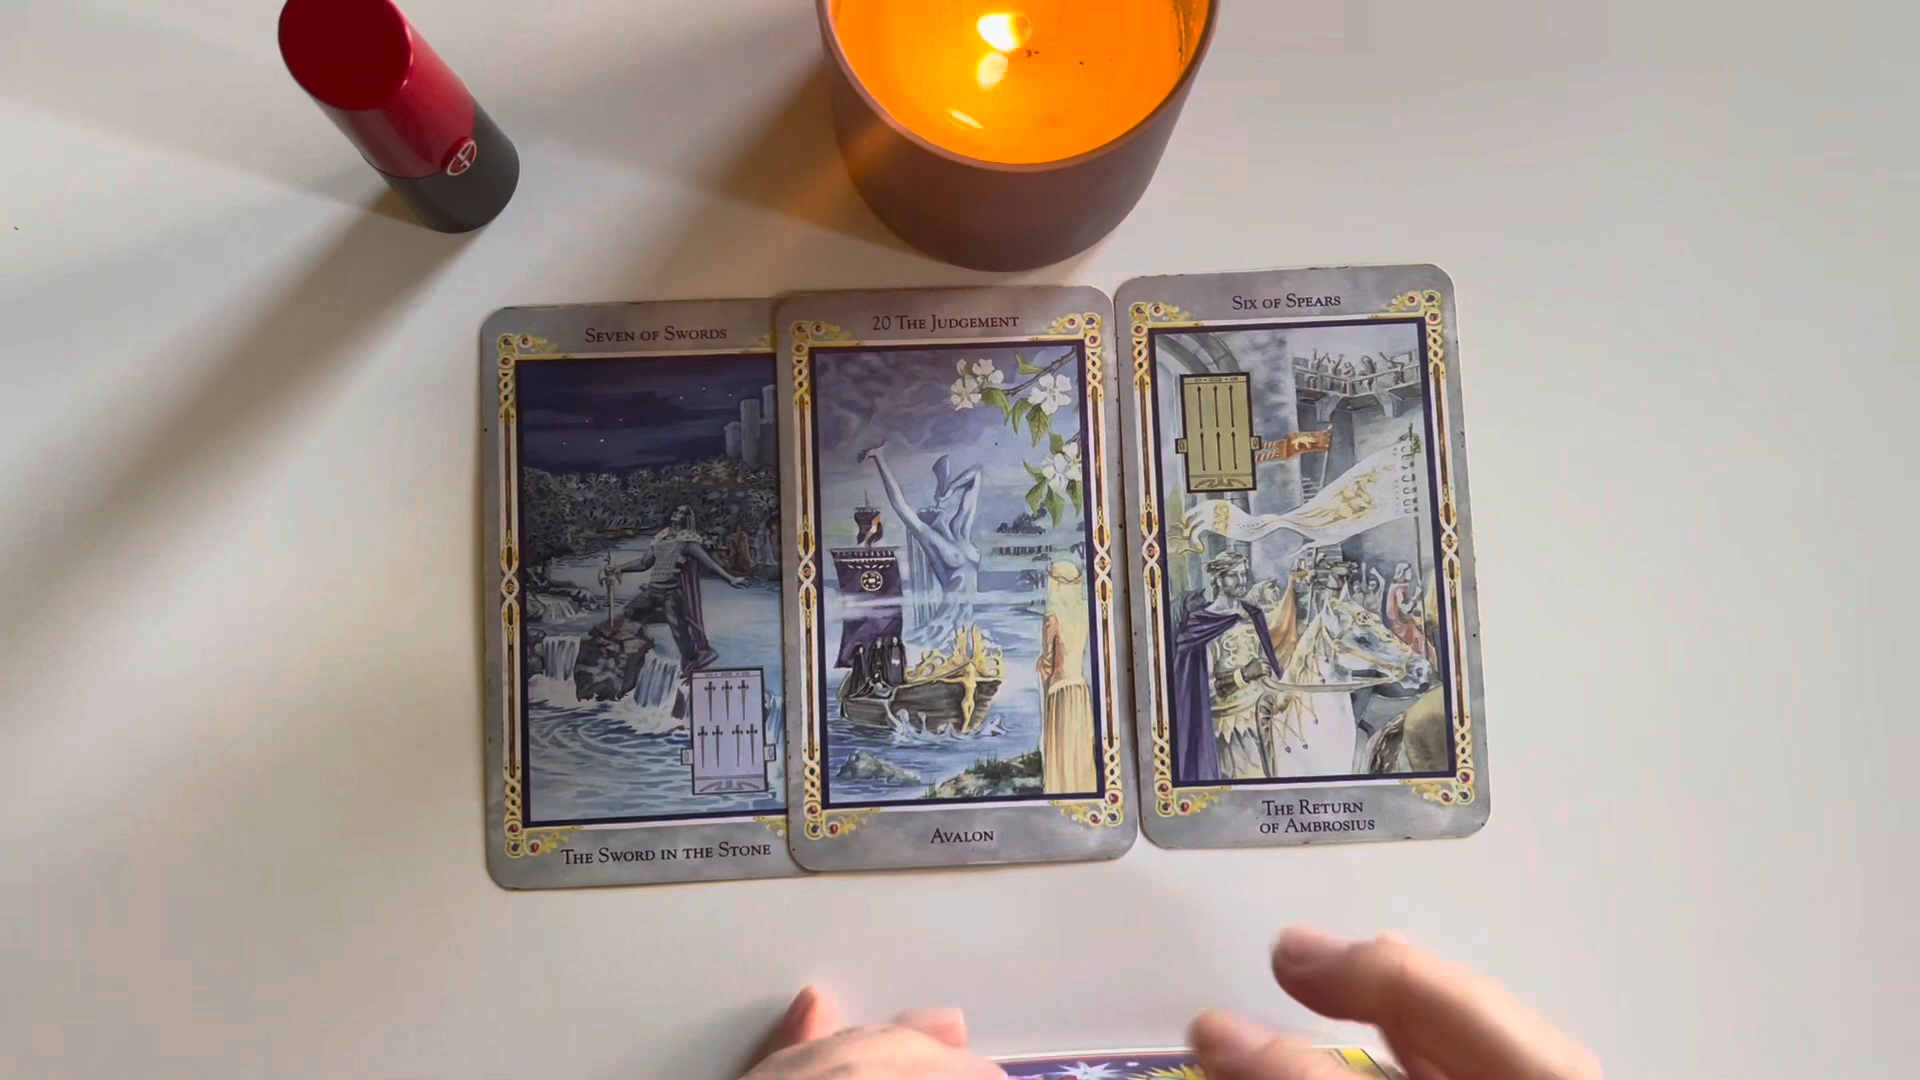 SEVEN OF SWORDS
THE SWORD IN THE STONE
20 THE JUDGEMENT
AVALON
SIX OF SPEARS
THE RETURN
OF AMBROSIUS